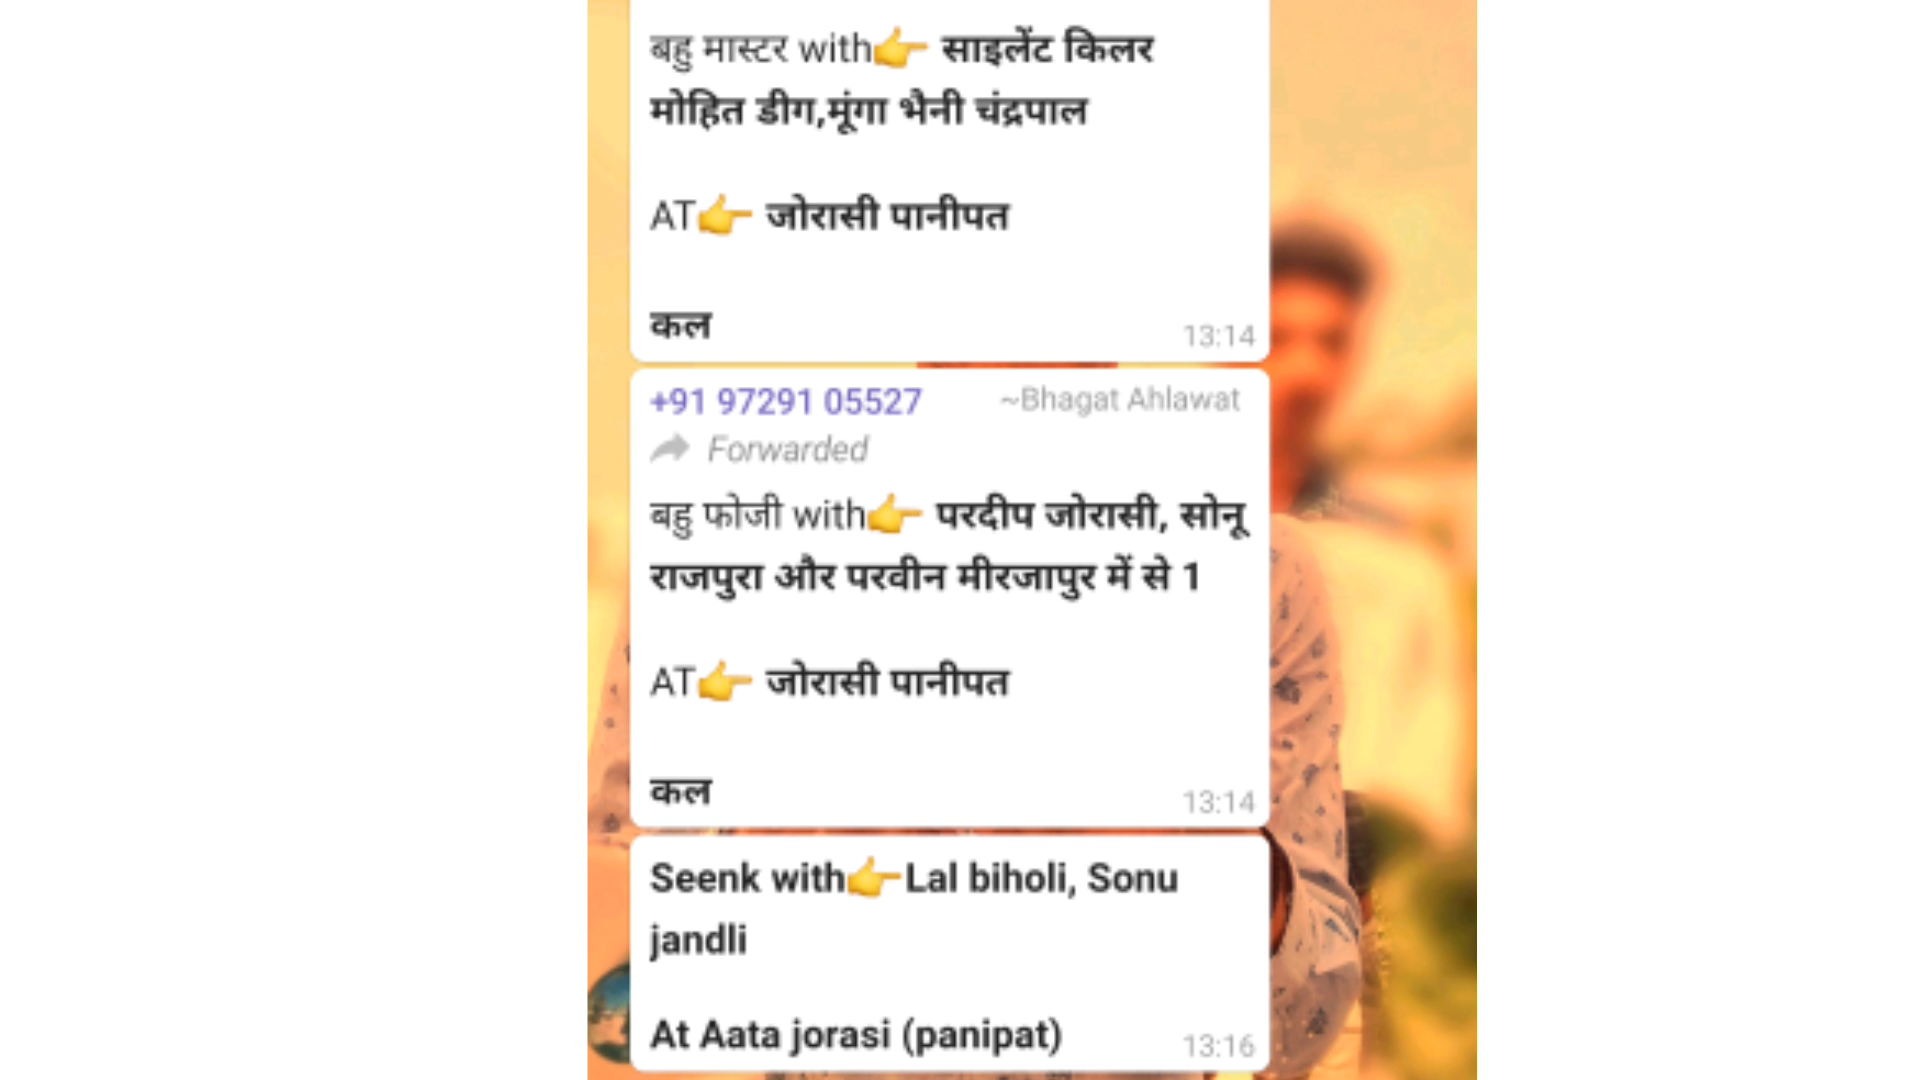 बहु मास्टर with👉 साइलेंट किलर
मोहित डीग,मूंगा भैनी चंद्रपाल
AT👉 जोरासी पानीपत
कल
13:14
+91 97291 05527 ~Bhagat Ahlawat
Forwarded
बहु फोजी with👉 परदीप जोरासी, सोनू
राजपुरा और परवीन मीरजापुर में से 1
AT👉 जोरासी पानीपत
कल
13:14
Seenk with👉Lal biholi, Sonu
jandli
At Aata jorasi (panipat)
13:16